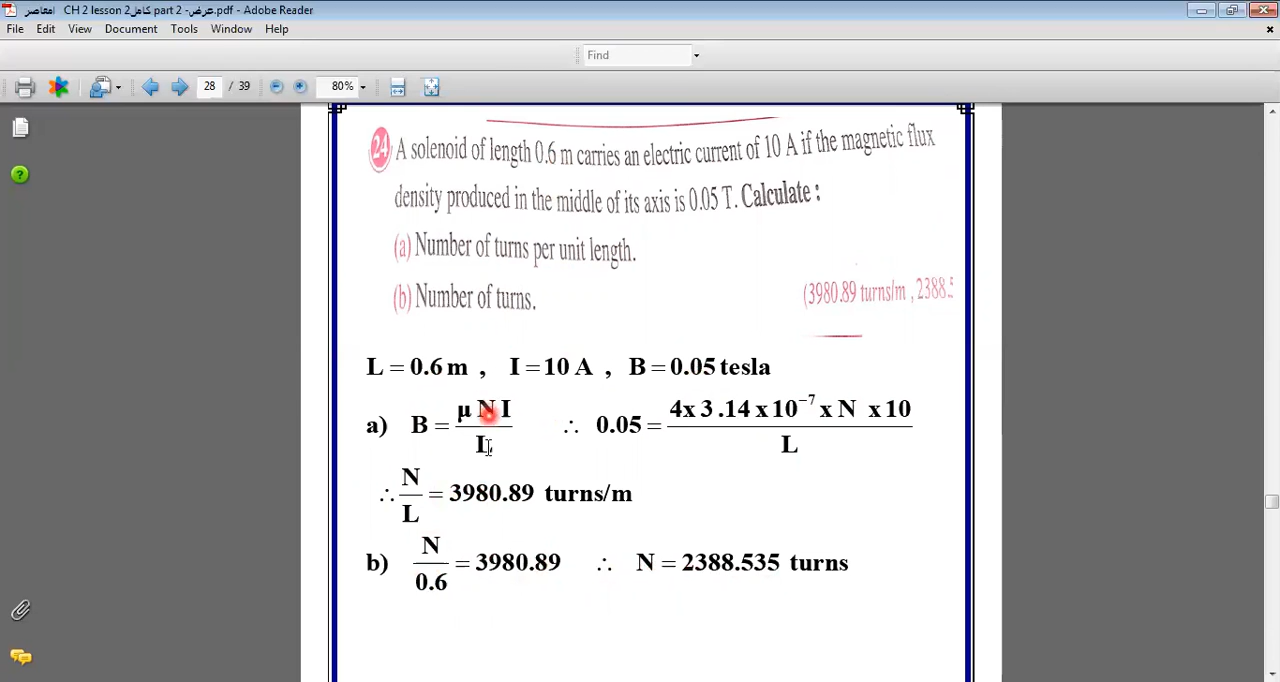 معاصر CH 2 lesson 2كامل part 2 -عرض.pdf - Adobe Reader
File Edit View Document Tools Window Help
Find
28 / 39 80%
24 A solenoid of length 0.6 m carries an electric current of 10 A if the magnetic flux
density produced in the middle of its axis is 0.05 T. Calculate :
(a) Number of turns per unit length.
(b) Number of turns.
(3980.89 turns/m , 2388.5
L = 0.6 m , I = 10 A , B = 0.05 tesla
a) B = μ N I / L ∴ 0.05 = 4x 3.14 x 10⁻⁷ x N x 10 / L
∴ N / L = 3980.89 turns/m
b) N / 0.6 = 3980.89 ∴ N = 2388.535 turns